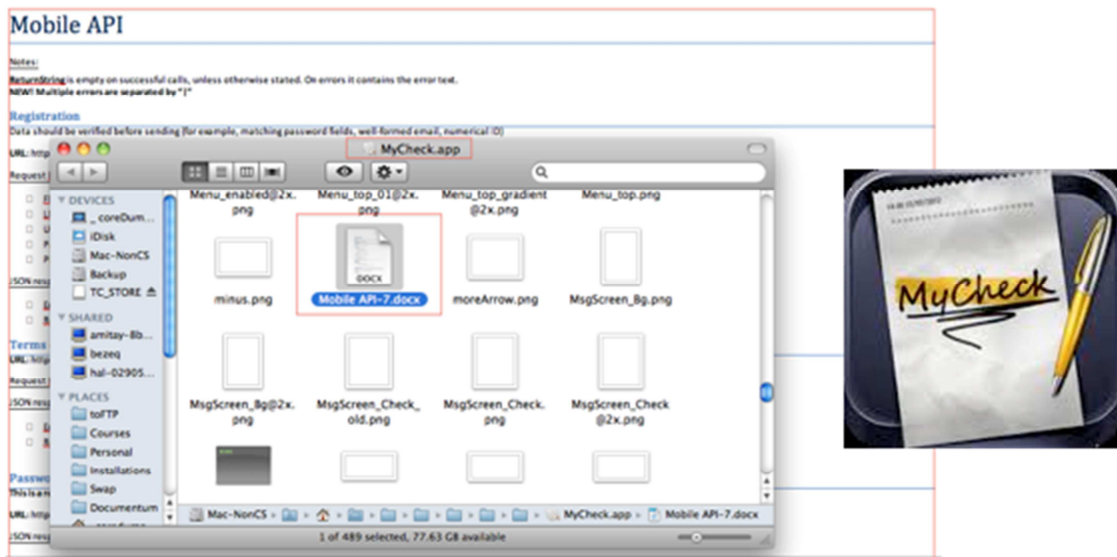 Mobile API
Notes:
ReturnString is empty on successful calls, unless otherwise stated. On errors it contains the error text.
NEW! Multiple errors are separated by "|"
Registration
Data should be verified before sending (for example, matching password fields, well-formed email, numerical ID)
URL: http
Request
JSON resp
Terms
URL: http
Request
JSON resp
Passwo
This is a r
URL: http
JSON resp
MyCheck.app
DEVICES
_ coreDum...
iDisk
Mac-NonCS
Backup
TC_STORE
SHARED
amitay-8b...
bezeq
hal-02905...
PLACES
toFTP
Courses
Personal
Installations
Swap
Documentum
Menu_enabled@2x.
png
Menu_top_01@2x.
png
Menu_top_gradient
@2x.png
Menu_top.png
minus.png
DOCX
Mobile API-7.docx
moreArrow.png
MsgScreen_Bg.png
MsgScreen_Bg@2x.
png
MsgScreen_Check_
old.png
MsgScreen_Check.
png
MsgScreen_Check
@2x.png
Mac-NonCS
MyCheck.app
Mobile API-7.docx
1 of 489 selected, 77.63 GB available
MyCheck